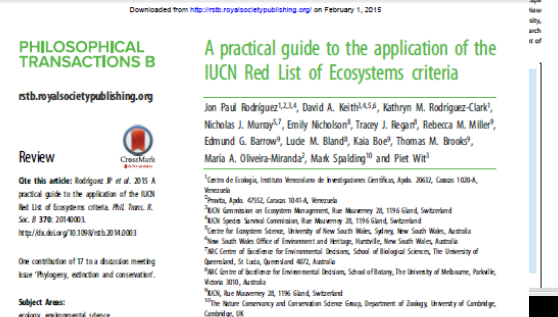 Downloaded from http://rstb.royalsocietypublishing.org/ on February 1, 2015
PHILOSOPHICAL
TRANSACTIONS B
rstb.royalsocietypublishing.org
CrossMark
Review
Cite this article: Rodríguez JP et al. 2015 A
practical guide to the application of the IUCN
Red List of Ecosystems criteria. Phil. Trans. R.
Soc. B 370: 20140003.
http://dx.doi.org/10.1098/rstb.2014.0003
One contribution of 17 to a discussion meeting
issue 'Phylogeny, extinction and conservation'.
Subject Areas:
ecology, environmental science
A practical guide to the application of the
IUCN Red List of Ecosystems criteria
Jon Paul Rodríguez1,2,3,4, David A. Keith3,4,5,6, Kathryn M. Rodríguez-Clark1,
Nicholas J. Murray5,7, Emily Nicholson8, Tracey J. Regan8, Rebecca M. Miller9,
Edmund G. Barrow9, Lucie M. Bland8, Kaia Boe9, Thomas M. Brooks9,
María A. Oliveira-Miranda2, Mark Spalding10 and Piet Wit3
1Centro de Ecología, Instituto Venezolano de Investigaciones Científicas, Apdo. 20632, Caracas 1020-A,
Venezuela
2Provita, Apdo. 47552, Caracas 1041-A, Venezuela
3IUCN Commission on Ecosystem Management, Rue Mauverney 28, 1196 Gland, Switzerland
4IUCN Species Survival Commission, Rue Mauverney 28, 1196 Gland, Switzerland
5Centre for Ecosystem Science, University of New South Wales, Sydney, New South Wales, Australia
6New South Wales Office of Environment and Heritage, Hurstville, New South Wales, Australia
7ARC Centre of Excellence for Environmental Decisions, School of Biological Sciences, The University of
Queensland, St Lucia, Queensland 4072, Australia
8ARC Centre of Excellence for Environmental Decisions, School of Botany, The University of Melbourne, Parkville,
Victoria 3010, Australia
9IUCN, Rue Mauverney 28, 1196 Gland, Switzerland
10The Nature Conservancy and Conservation Science Group, Department of Zoology, University of Cambridge,
Cambridge, UK